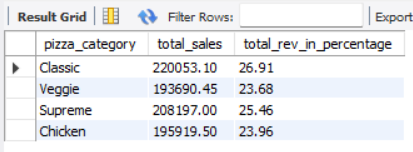 Result Grid Filter Rows: Export
pizza_category total_sales total_rev_in_percentage
Classic 220053.10 26.91
Veggie 193690.45 23.68
Supreme 208197.00 25.46
Chicken 195919.50 23.96